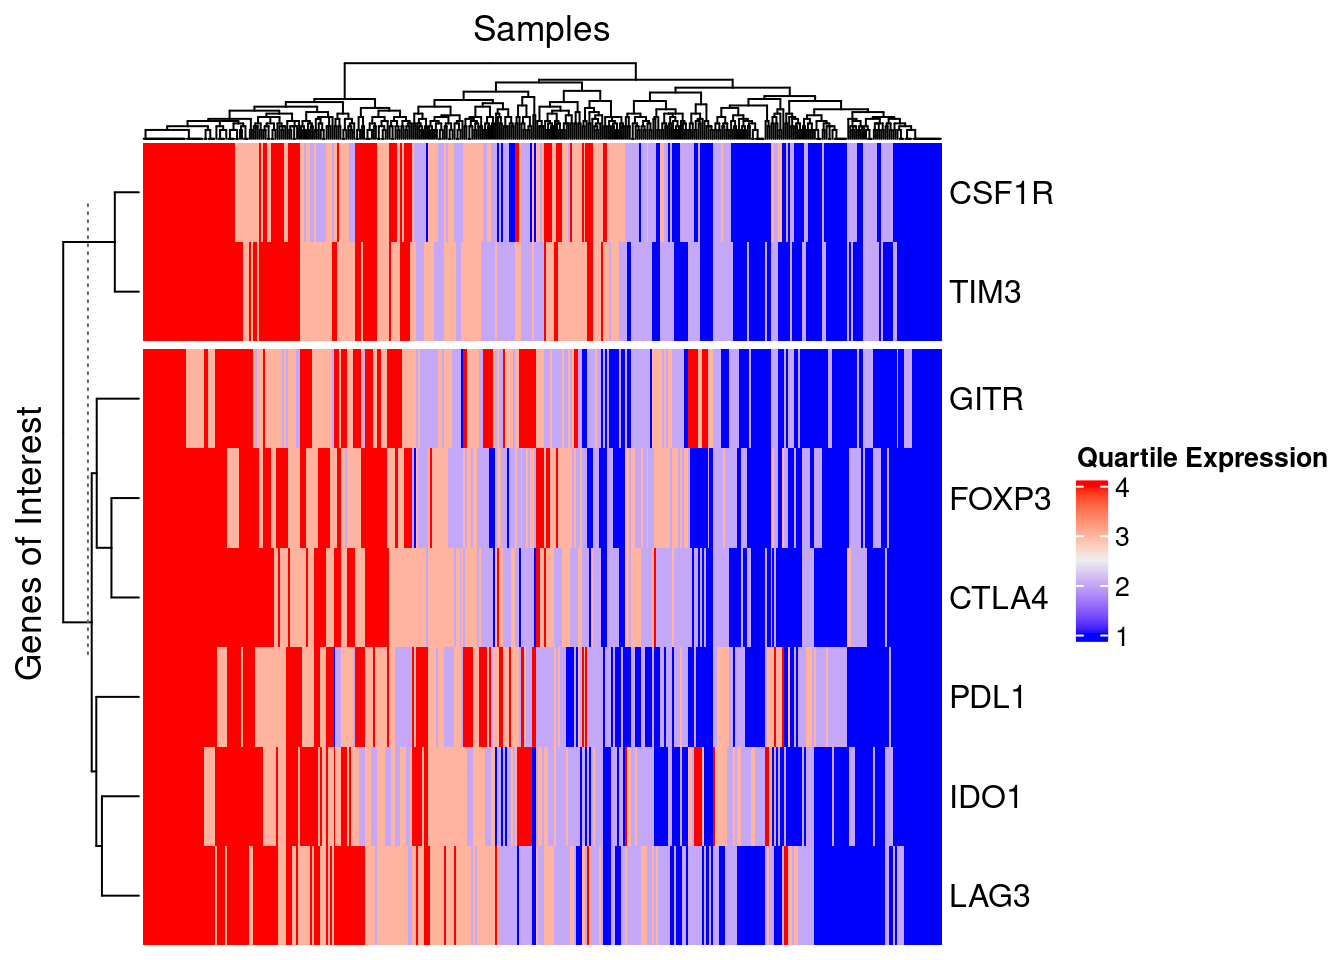 Samples
Genes of Interest
CSF1R
TIM3
GITR
FOXP3
CTLA4
PDL1
IDO1
LAG3
Quartile Expression
4
3
2
1